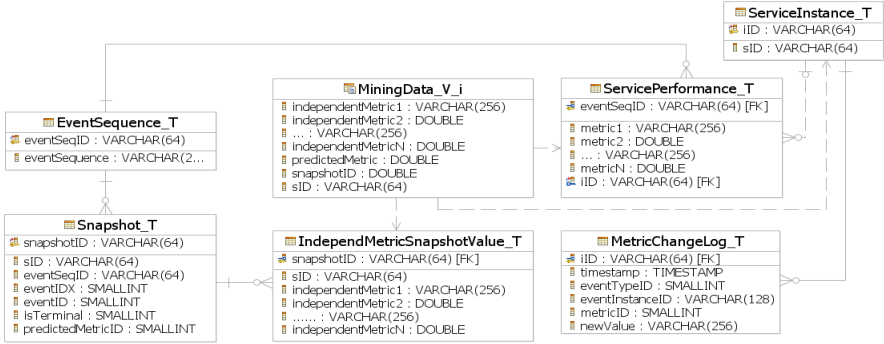 ServiceInstance_T
iID : VARCHAR(64)
sID : VARCHAR(64)
MiningData_V_i
independentMetric1 : VARCHAR(256)
independentMetric2 : DOUBLE
... : VARCHAR(256)
independentMetricN : DOUBLE
predictedMetric : DOUBLE
snapshotID : DOUBLE
sID : VARCHAR(64)
ServicePerformance_T
eventSeqID : VARCHAR(64) [FK]
metric1 : VARCHAR(256)
metric2 : DOUBLE
... : VARCHAR(256)
metricN : DOUBLE
iID : VARCHAR(64) [FK]
EventSequence_T
eventSeqID : VARCHAR(64)
eventSequence : VARCHAR(2...
Snapshot_T
snapshotID : VARCHAR(64)
sID : VARCHAR(64)
eventSeqID : VARCHAR(64)
eventIDX : SMALLINT
eventID : SMALLINT
isTerminal : SMALLINT
predictedMetricID : SMALLINT
IndependMetricSnapshotValue_T
snapshotID : VARCHAR(64) [FK]
sID : VARCHAR(64)
independentMetric1 : VARCHAR(256)
independentMetric2 : DOUBLE
...... : VARCHAR(256)
independentMetricN : DOUBLE
MetricChangeLog_T
iID : VARCHAR(64) [FK]
timestamp : TIMESTAMP
eventTypeID : SMALLINT
eventInstanceID : VARCHAR(128)
metricID : SMALLINT
newValue : VARCHAR(256)